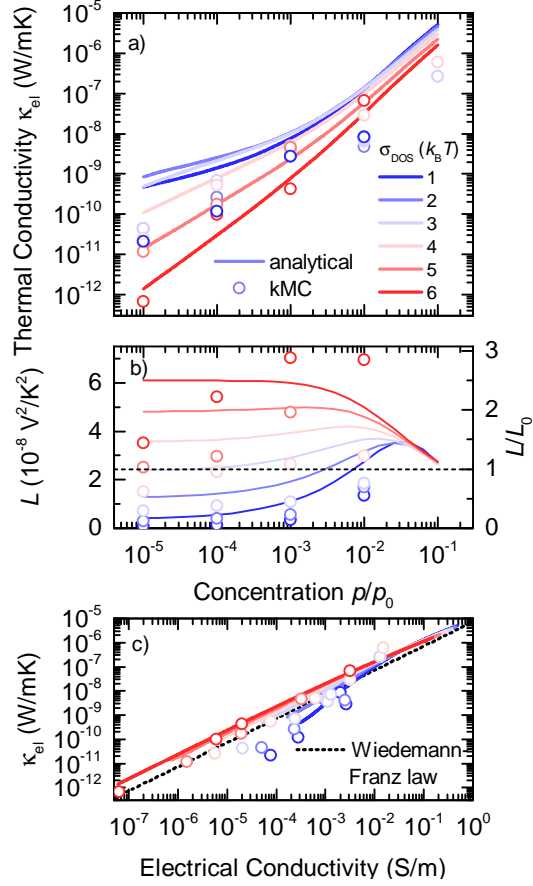 a)
Thermal Conductivity κel (W/mK)
10-5
10-6
10-7
10-8
10-9
10-10
10-11
10-12
σDOS (kBT)
1
2
3
4
5
6
analytical
kMC
b)
L (10-8 V2/K2)
6
4
2
0
L/L0
3
2
1
0
10-5 10-4 10-3 10-2 10-1
Concentration p/p0
c)
κel (W/mK)
10-5
10-6
10-7
10-8
10-9
10-10
10-11
10-12
Wiedemann
Franz law
10-7 10-6 10-5 10-4 10-3 10-2 10-1 100
Electrical Conductivity (S/m)